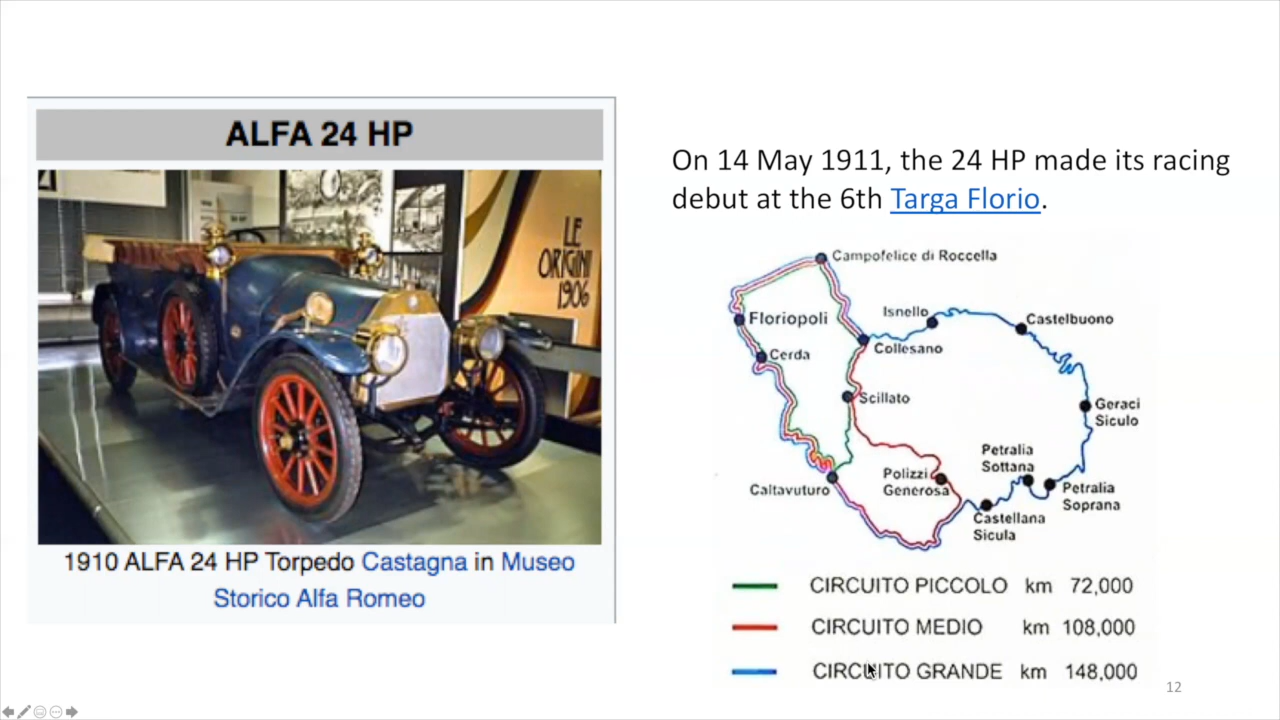 ALFA 24 HP
LE
ORIGINI
1906
1910 ALFA 24 HP Torpedo Castagna in Museo
Storico Alfa Romeo
On 14 May 1911, the 24 HP made its racing
debut at the 6th Targa Florio.
Campofelice di Roccella
Isnello
Floriopoli
Castelbuono
Collesano
Cerda
Scillato
Geraci
Siculo
Petralia
Sottana
Polizzi
Generosa
Caltavuturo
Petralia
Soprana
Castellana
Sicula
CIRCUITO PICCOLO km 72,000
CIRCUITO MEDIO km 108,000
CIRCUITO GRANDE km 148,000
12